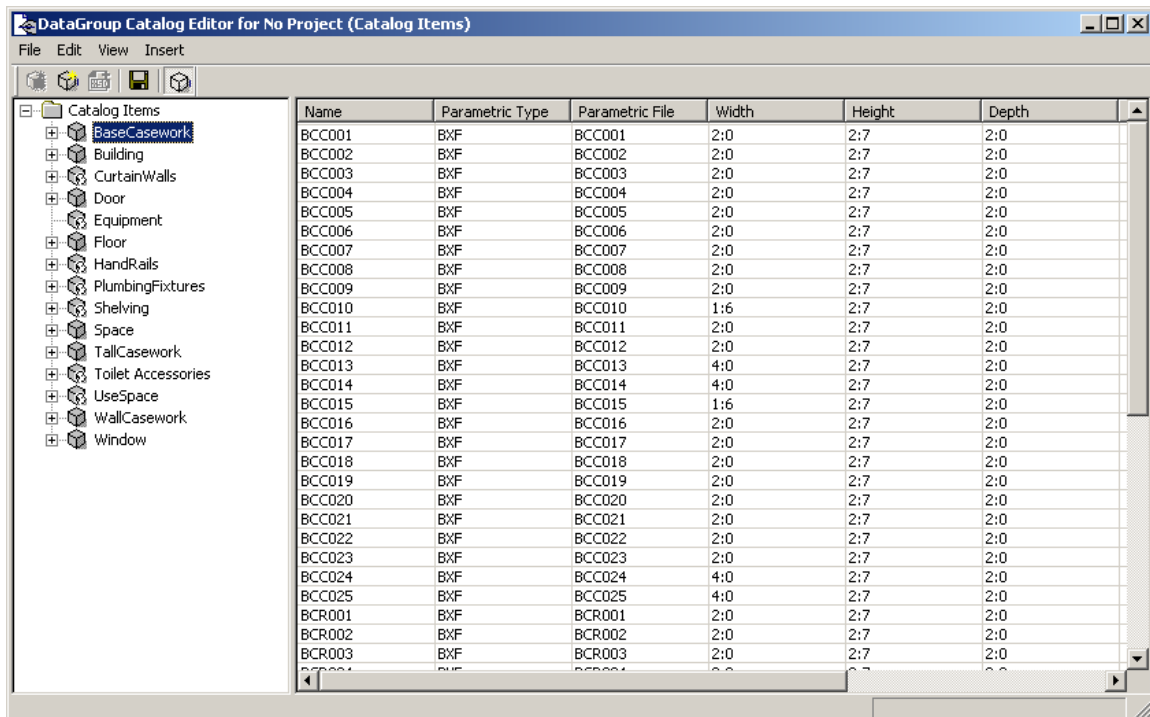 DataGroup Catalog Editor for No Project (Catalog Items)
File Edit View Insert
Catalog Items
BaseCasework
Building
CurtainWalls
Door
Equipment
Floor
HandRails
PlumbingFixtures
Shelving
Space
TallCasework
Toilet Accessories
UseSpace
WallCasework
Window
Name Parametric Type Parametric File Width Height Depth
BCC001 BXF BCC001 2:0 2:7 2:0
BCC002 BXF BCC002 2:0 2:7 2:0
BCC003 BXF BCC003 2:0 2:7 2:0
BCC004 BXF BCC004 2:0 2:7 2:0
BCC005 BXF BCC005 2:0 2:7 2:0
BCC006 BXF BCC006 2:0 2:7 2:0
BCC007 BXF BCC007 2:0 2:7 2:0
BCC008 BXF BCC008 2:0 2:7 2:0
BCC009 BXF BCC009 2:0 2:7 2:0
BCC010 BXF BCC010 1:6 2:7 2:0
BCC011 BXF BCC011 2:0 2:7 2:0
BCC012 BXF BCC012 2:0 2:7 2:0
BCC013 BXF BCC013 4:0 2:7 2:0
BCC014 BXF BCC014 4:0 2:7 2:0
BCC015 BXF BCC015 1:6 2:7 2:0
BCC016 BXF BCC016 2:0 2:7 2:0
BCC017 BXF BCC017 2:0 2:7 2:0
BCC018 BXF BCC018 2:0 2:7 2:0
BCC019 BXF BCC019 2:0 2:7 2:0
BCC020 BXF BCC020 2:0 2:7 2:0
BCC021 BXF BCC021 2:0 2:7 2:0
BCC022 BXF BCC022 2:0 2:7 2:0
BCC023 BXF BCC023 2:0 2:7 2:0
BCC024 BXF BCC024 4:0 2:7 2:0
BCC025 BXF BCC025 4:0 2:7 2:0
BCR001 BXF BCR001 2:0 2:7 2:0
BCR002 BXF BCR002 2:0 2:7 2:0
BCR003 BXF BCR003 2:0 2:7 2:0